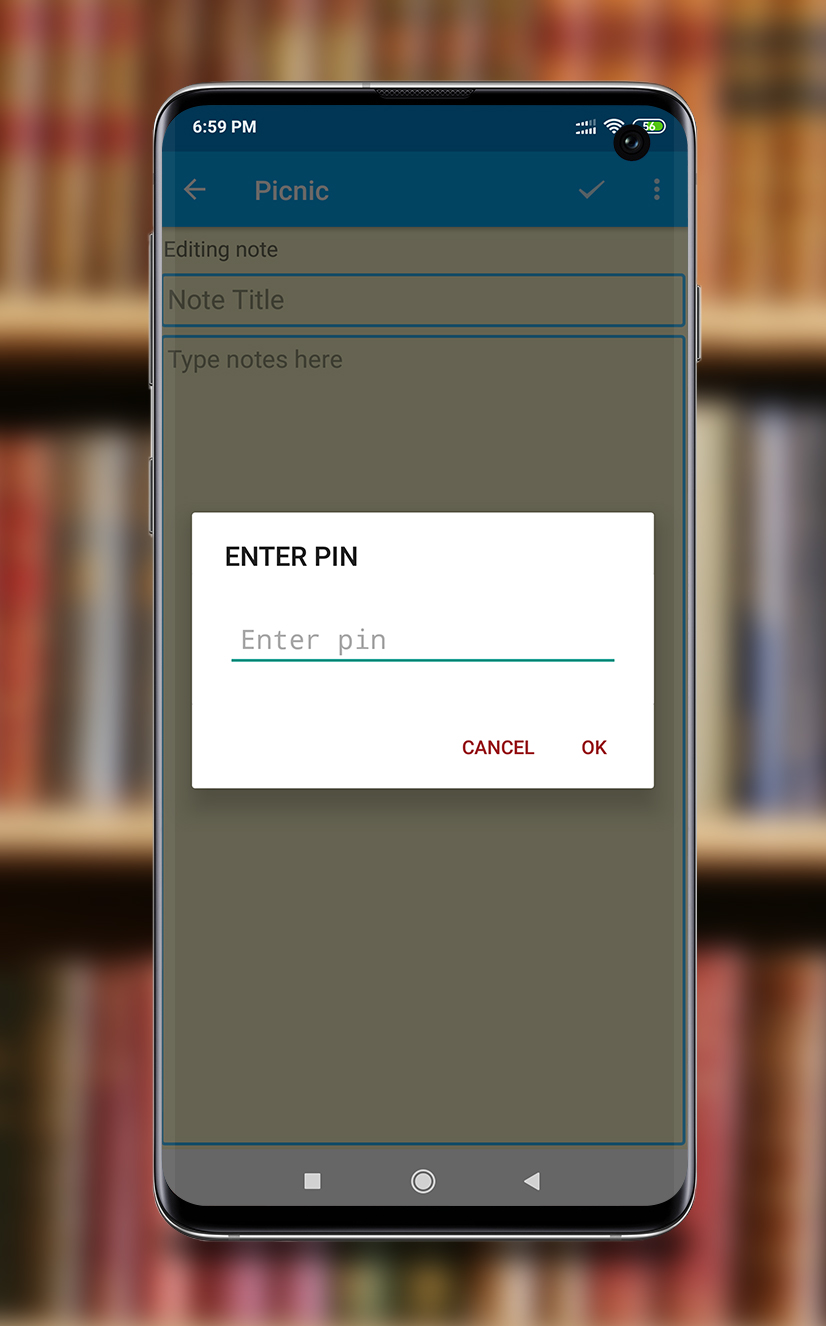 6:59 PM
56
Picnic
Editing note
Note Title
Type notes here
ENTER PIN
Enter pin
CANCEL OK